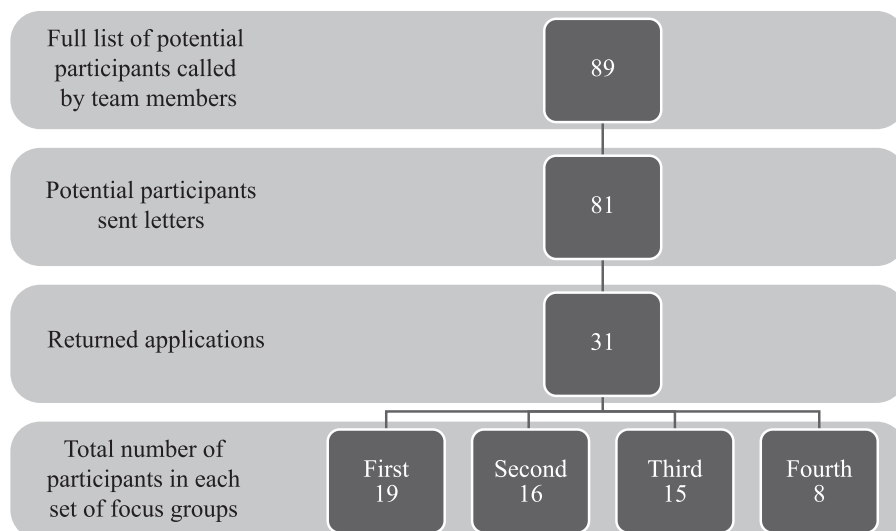 Full list of potential
participants called
by team members
89
Potential participants
sent letters
81
Returned applications
31
Total number of
participants in each
set of focus groups
First
19
Second
16
Third
15
Fourth
8